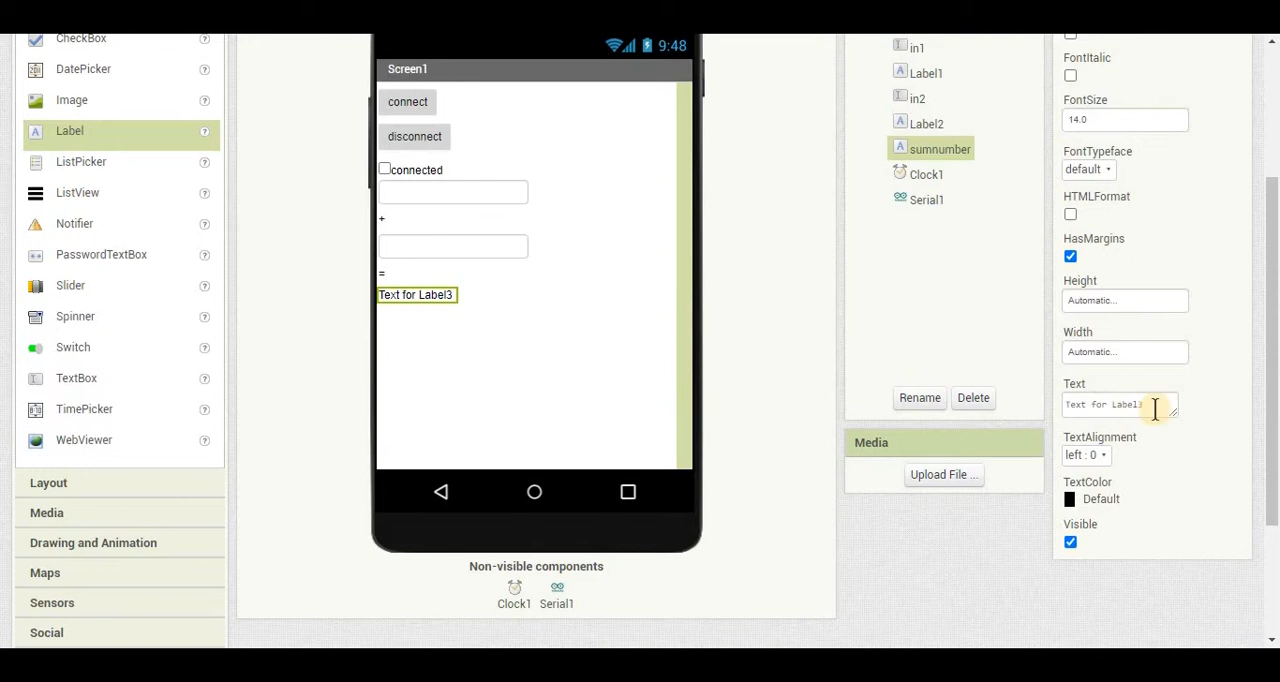 CheckBox
DatePicker
Image
Label
ListPicker
ListView
Notifier
PasswordTextBox
Slider
Spinner
Switch
TextBox
TimePicker
WebViewer
Layout
Media
Drawing and Animation
Maps
Sensors
Social
9:48
Screen1
connect
disconnect
connected
+
=
Text for Label3
Non-visible components
Clock1 Serial1
in1
Label1
in2
Label2
sumnumber
Clock1
Serial1
Rename Delete
Media
Upload File ...
FontItalic
FontSize
14.0
FontTypeface
default
HTMLFormat
HasMargins
Height
Automatic...
Width
Automatic...
Text
Text for Label3
TextAlignment
left : 0
TextColor
Default
Visible